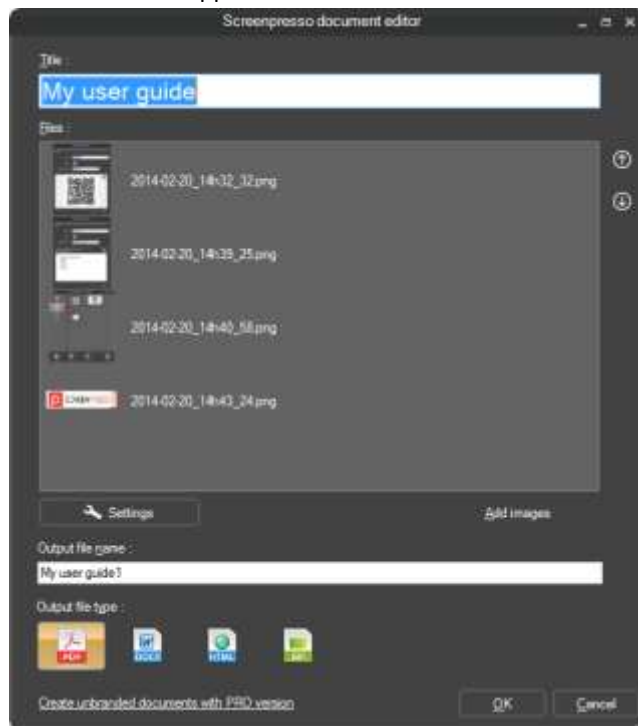 Screenpresso document editor
Title :
My user guide
Files :
2014-02-20_14h32_32.png
2014-02-20_14h39_25.png
2014-02-20_14h40_58.png
2014-02-20_14h43_24.png
Settings
Add images
Output file name :
My user guide1
Output file type :
PDF
DOCX
HTML
Create unbranded documents with PRO version
OK
Cancel